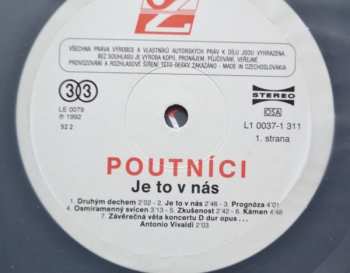 VŠECHNA PRÁVA VÝROBCE A VLASTNÍKŮ AUTORSKÝCH PRÁV K DÍLU JSOU VYHRAZENA
BEZ SOUHLASU JE VÝROBA KOPIÍ, PRONÁJEM, PŮJČOVÁNÍ, VEŘEJNÉ
PROVOZOVÁNÍ A ROZHLASOVÉ ŠÍŘENÍ TÉTO DESKY ZAKÁZÁNO · MADE IN CZECHOSLOVAKIA
33
STEREO
LE 0079
OSA
℗ 1992
L1 0037-1 311
92 2
1. strana
POUTNÍCI
Je to v nás
1. Druhým dechem 2'02 - 2. Je to v nás 2'46 - 3. Prognóza 4'01
4. Osmiramenný svícen 3'13 - 5. Zkušenost 2'42 - 6. Kámen 4'48
7. Závěrečná věta koncertu D dur opus...
Antonio Vivaldi 2'03